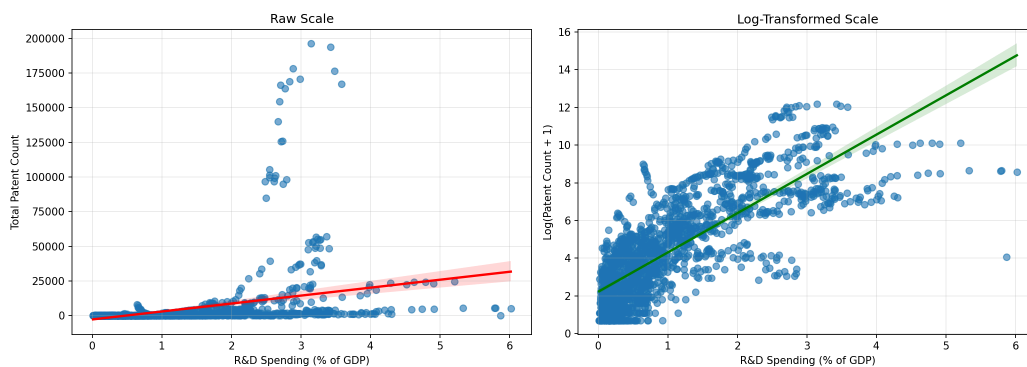 Raw Scale
Total Patent Count
200000
175000
150000
125000
100000
75000
50000
25000
0
0 1 2 3 4 5 6
R&D Spending (% of GDP)
Log-Transformed Scale
Log(Patent Count + 1)
16
14
12
10
8
6
4
2
0
0 1 2 3 4 5 6
R&D Spending (% of GDP)